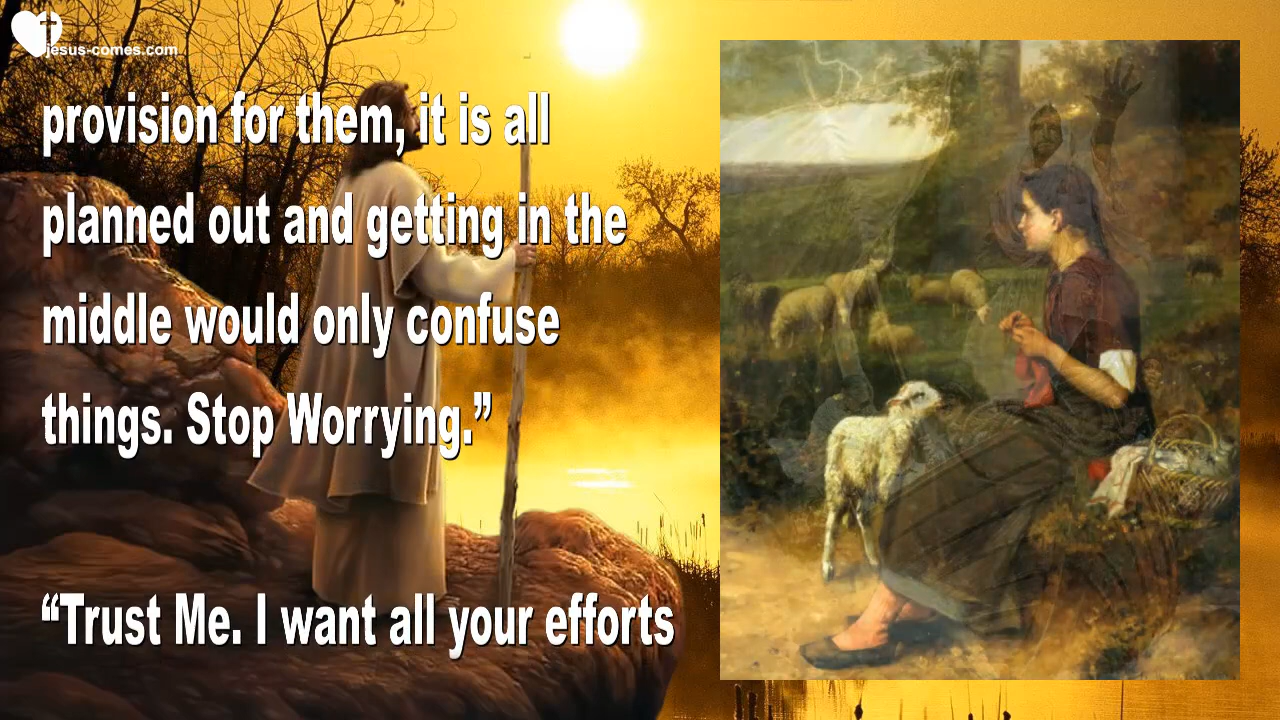 jesus-comes.com
provision for them, it is all
planned out and getting in the
middle would only confuse
things. Stop Worrying.”
“Trust Me. I want all your efforts